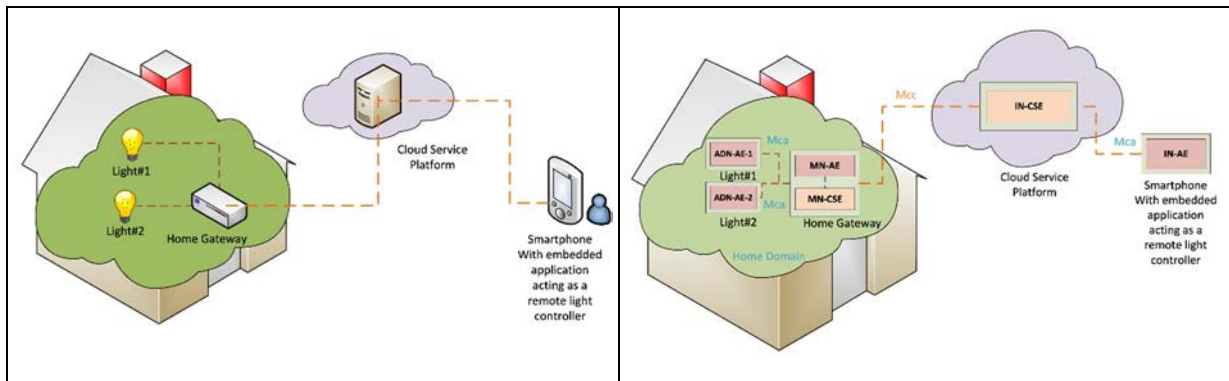 Light#1
Light#2
Home Gateway
Cloud Service
Platform
Smartphone
With embedded
application
acting as a
remote light
controller
Mcc
IN-CSE
Mca
IN-AE
Cloud Service
Platform
Smartphone
With embedded
application
acting as a
remote light
controller
Mca
ADN-AE-1
Light#1
MN-AE
ADN-AE-2
Light#2
Mca
MN-CSE
Home Gateway
Home Domain